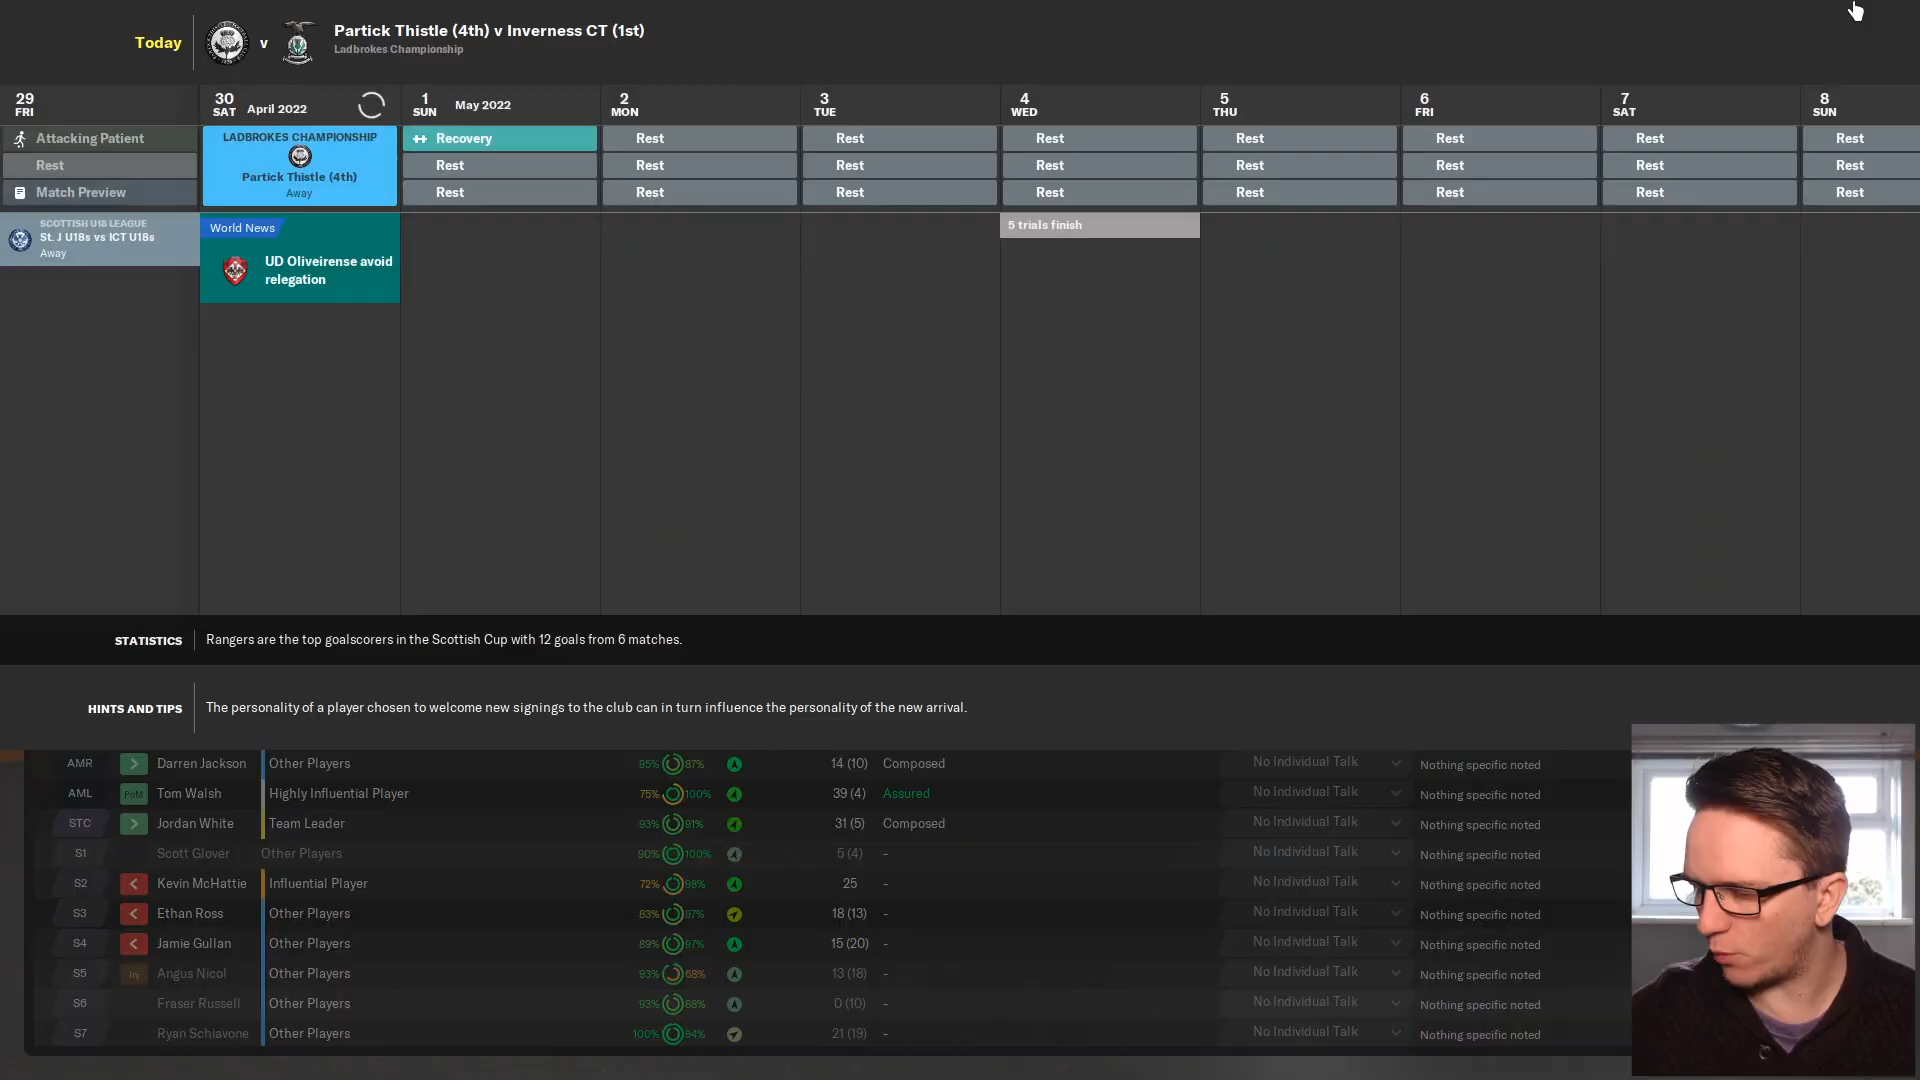 Today
v
Partick Thistle (4th) v Inverness CT (1st)
Ladbrokes Championship
29 FRI
30 SAT April 2022
1 SUN May 2022
2 MON
3 TUE
4 WED
5 THU
6 FRI
7 SAT
8 SUN
Attacking Patient
Rest
Match Preview
LADBROKES CHAMPIONSHIP
Partick Thistle (4th)
Away
Recovery
Rest
Rest
Rest Rest Rest Rest Rest Rest Rest
Rest Rest Rest Rest Rest Rest Rest
Rest Rest Rest Rest Rest Rest Rest
SCOTTISH U18 LEAGUE
St. J U18s vs ICT U18s
Away
World News
UD Oliveirense avoid
relegation
5 trials finish
STATISTICS Rangers are the top goalscorers in the Scottish Cup with 12 goals from 6 matches.
HINTS AND TIPS The personality of a player chosen to welcome new signings to the club can in turn influence the personality of the new arrival.
AMR Darren Jackson Other Players 95% 87% 14 (10) Composed No Individual Talk Nothing specific noted
AML PoM Tom Walsh Highly Influential Player 75% 100% 39 (4) Assured No Individual Talk Nothing specific noted
STC Jordan White Team Leader 93% 91% 31 (5) Composed No Individual Talk Nothing specific noted
S1 Scott Glover Other Players 90% 100% 5 (4) - No Individual Talk Nothing specific noted
S2 Kevin McHattie Influential Player 72% 98% 25 - No Individual Talk Nothing specific noted
S3 Ethan Ross Other Players 83% 97% 18 (13) - No Individual Talk Nothing specific noted
S4 Jamie Gullan Other Players 89% 97% 15 (20) - No Individual Talk Nothing specific noted
S5 Inj Angus Nicol Other Players 93% 68% 13 (18) - No Individual Talk Nothing specific noted
S6 Fraser Russell Other Players 93% 88% 0 (10) - No Individual Talk Nothing specific noted
S7 Ryan Schiavone Other Players 100% 94% 21 (19) - No Individual Talk Nothing specific noted